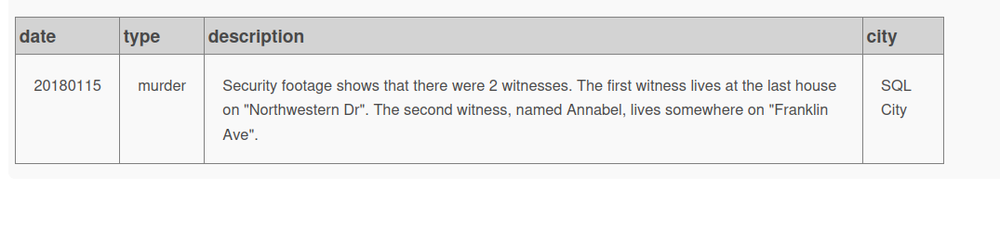 date type description city
20180115 murder Security footage shows that there were 2 witnesses. The first witness lives at the last house SQL
on "Northwestern Dr". The second witness, named Annabel, lives somewhere on "Franklin City
Ave".